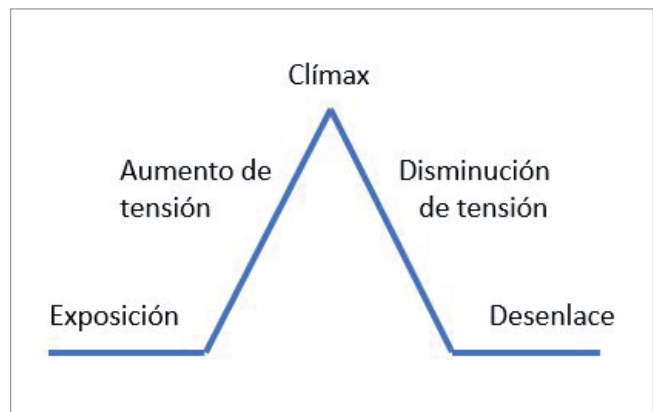 Clímax
Aumento de
tensión
Disminución
de tensión
Exposición
Desenlace